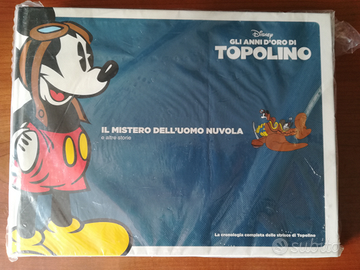 Disney
GLI ANNI D'ORO DI
TOPOLINO
IL MISTERO DELL'UOMO NUVOLA
e altre storie
La cronologia completa delle strisce di Topolino
subito